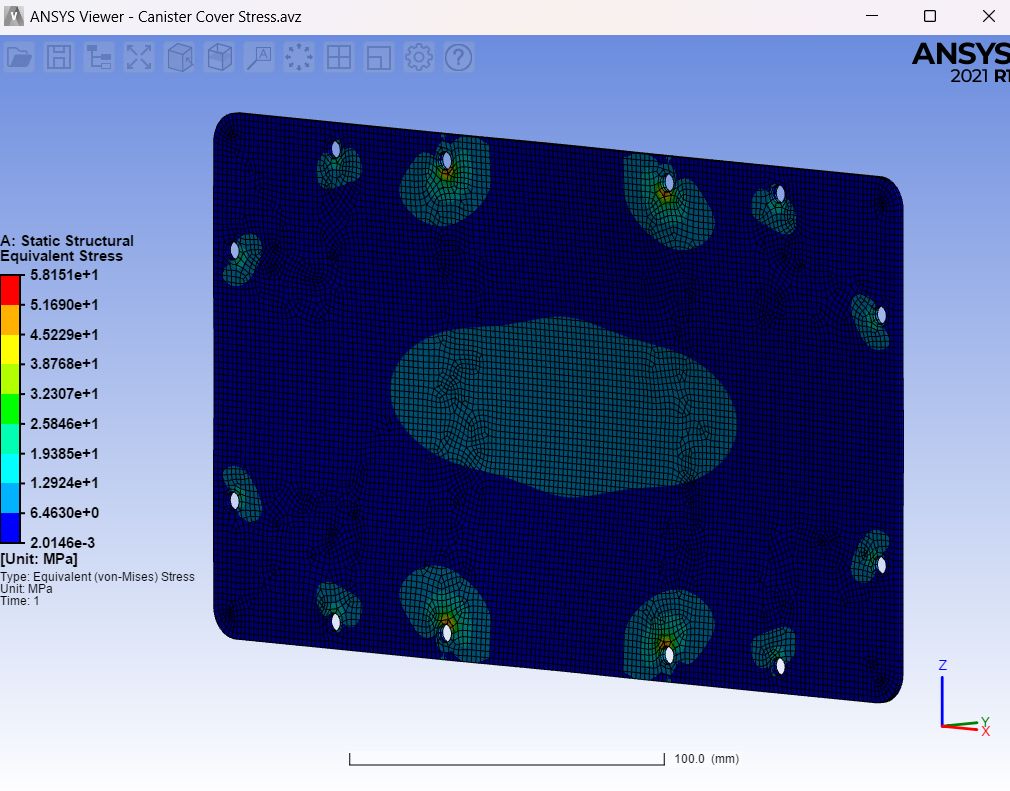 ANSYS Viewer - Canister Cover Stress.avz
ANSYS
2021 R1
A: Static Structural
Equivalent Stress
5.8151e+1
5.1690e+1
4.5229e+1
3.8768e+1
3.2307e+1
2.5846e+1
1.9385e+1
1.2924e+1
6.4630e+0
2.0146e-3
[Unit: MPa]
Type: Equivalent (von-Mises) Stress
Unit: MPa
Time: 1
Z
Y
X
100.0 (mm)